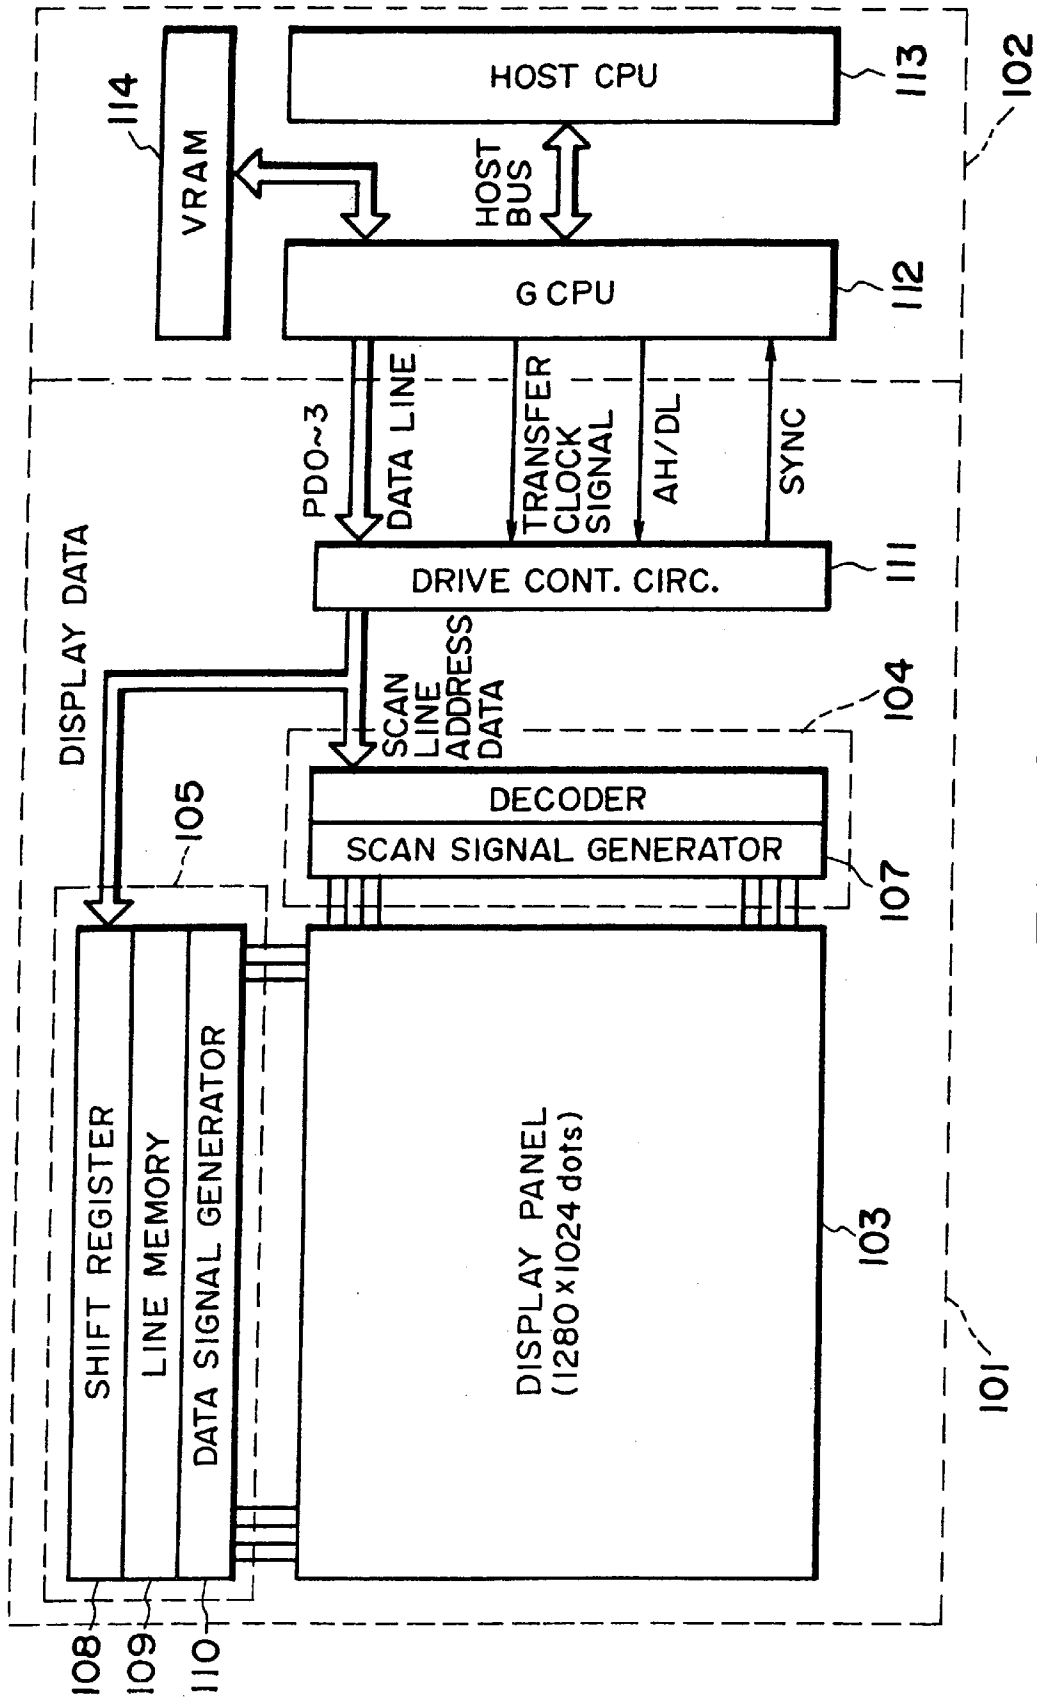 101
102
DISPLAY DATA
108
109
110
SHIFT REGISTER
LINE MEMORY
DATA SIGNAL GENERATOR
105
DISPLAY PANEL
(1280×1024 dots)
103
SCAN SIGNAL GENERATOR
DECODER
107
104
SCAN
LINE
ADDRESS
DATA
DRIVE CONT. CIRC.
111
PD0~3
DATA LINE
TRANSFER
CLOCK
SIGNAL
AH/DL
SYNC
G CPU
112
VRAM
114
HOST
BUS
HOST CPU
113